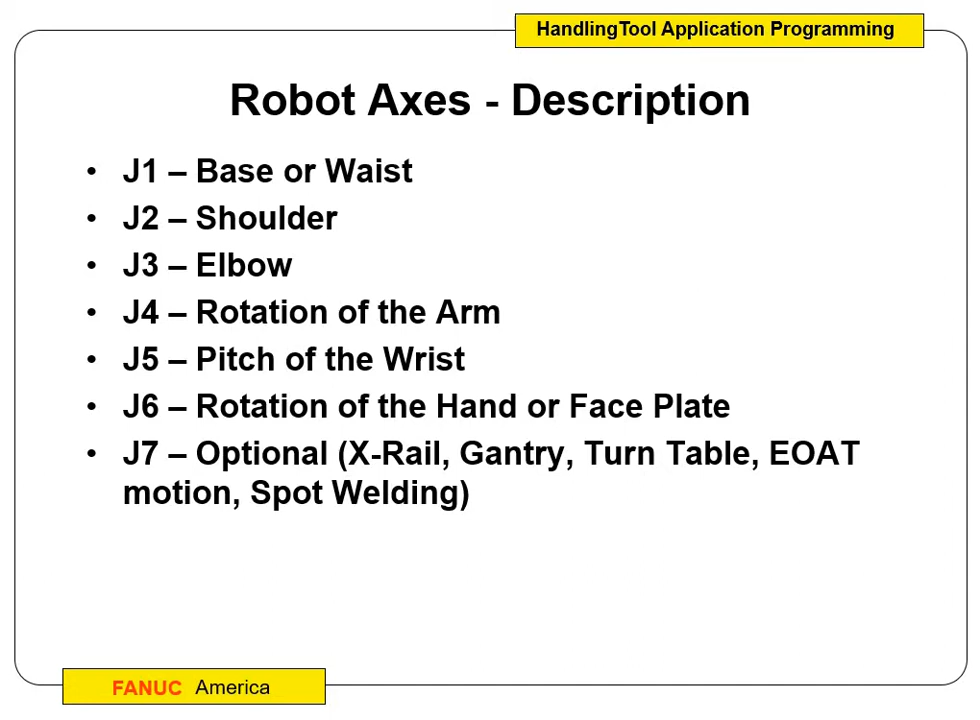 HandlingTool Application Programming
Robot Axes - Description
• J1 – Base or Waist
• J2 – Shoulder
• J3 – Elbow
• J4 – Rotation of the Arm
• J5 – Pitch of the Wrist
• J6 – Rotation of the Hand or Face Plate
• J7 – Optional (X-Rail, Gantry, Turn Table, EOAT
motion, Spot Welding)
FANUC America